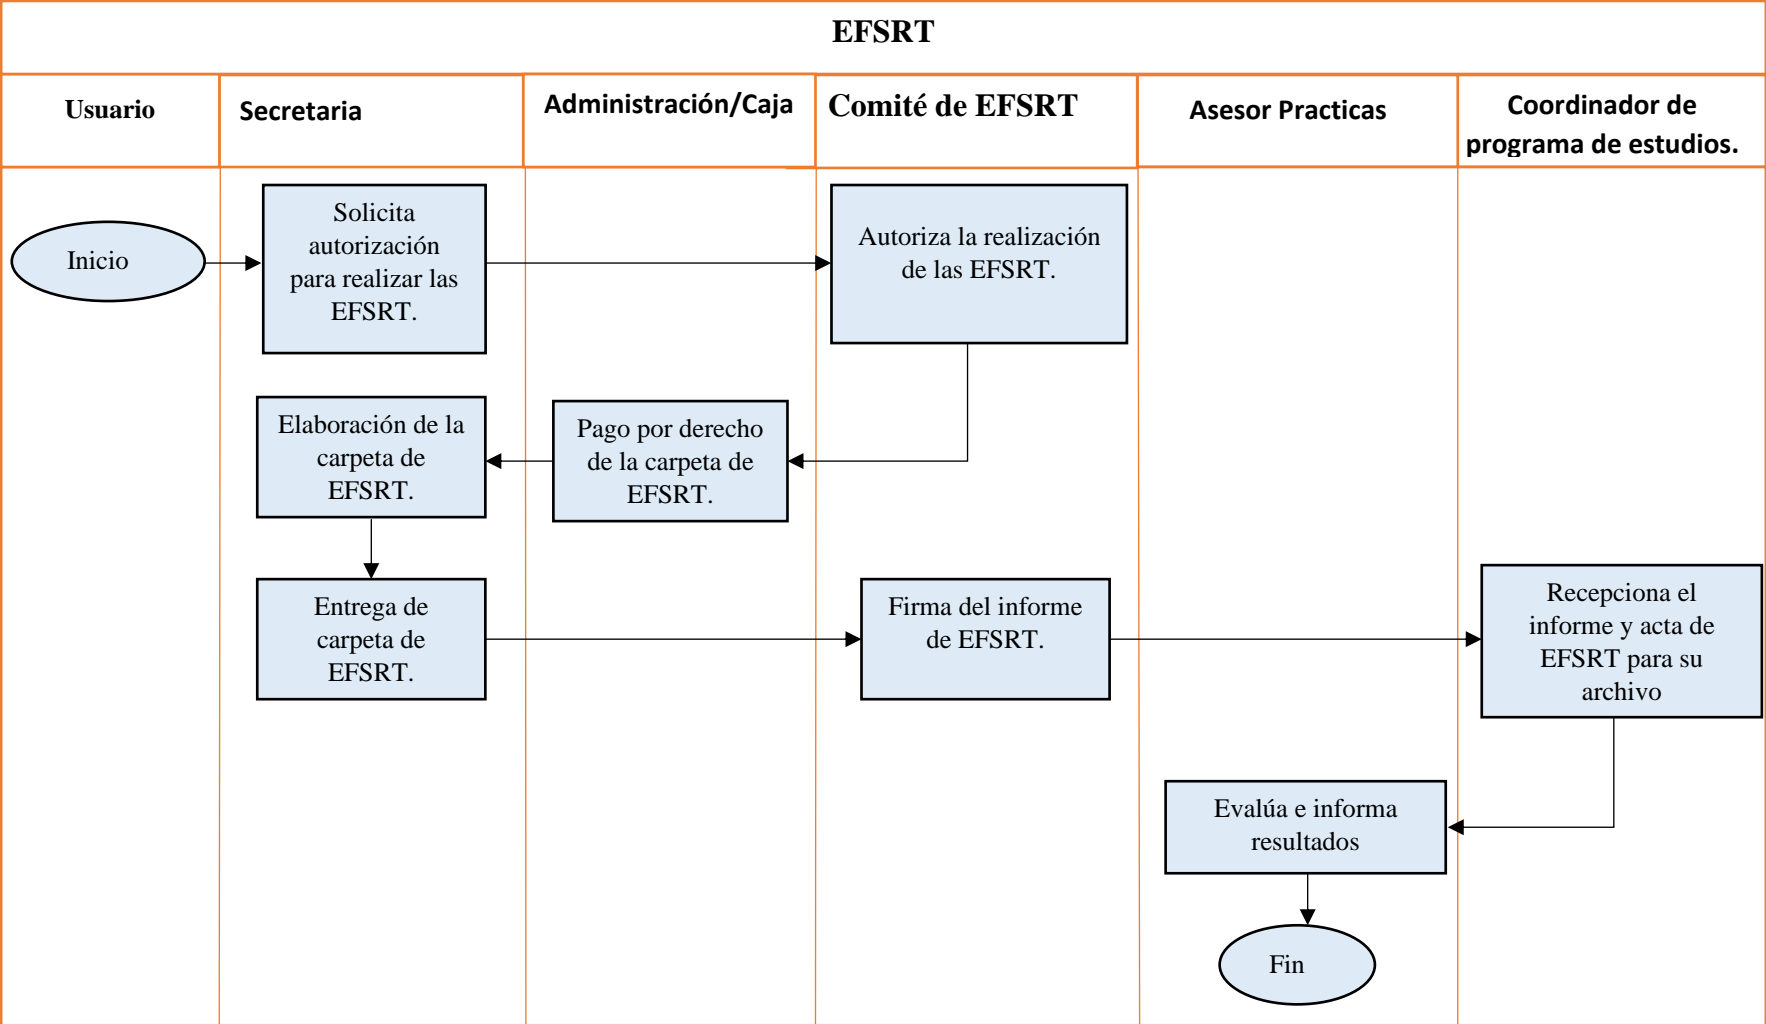 EFSRT
Usuario
Secretaria
Administración/Caja
Comité de EFSRT
Asesor Practicas
Coordinador de
programa de estudios.
Inicio
Solicita
autorización
para realizar las
EFSRT.
Autoriza la realización
de las EFSRT.
Elaboración de la
carpeta de
EFSRT.
Pago por derecho
de la carpeta de
EFSRT.
Entrega de
carpeta de
EFSRT.
Firma del informe
de EFSRT.
Recepciona el
informe y acta de
EFSRT para su
archivo
Evalúa e informa
resultados
Fin